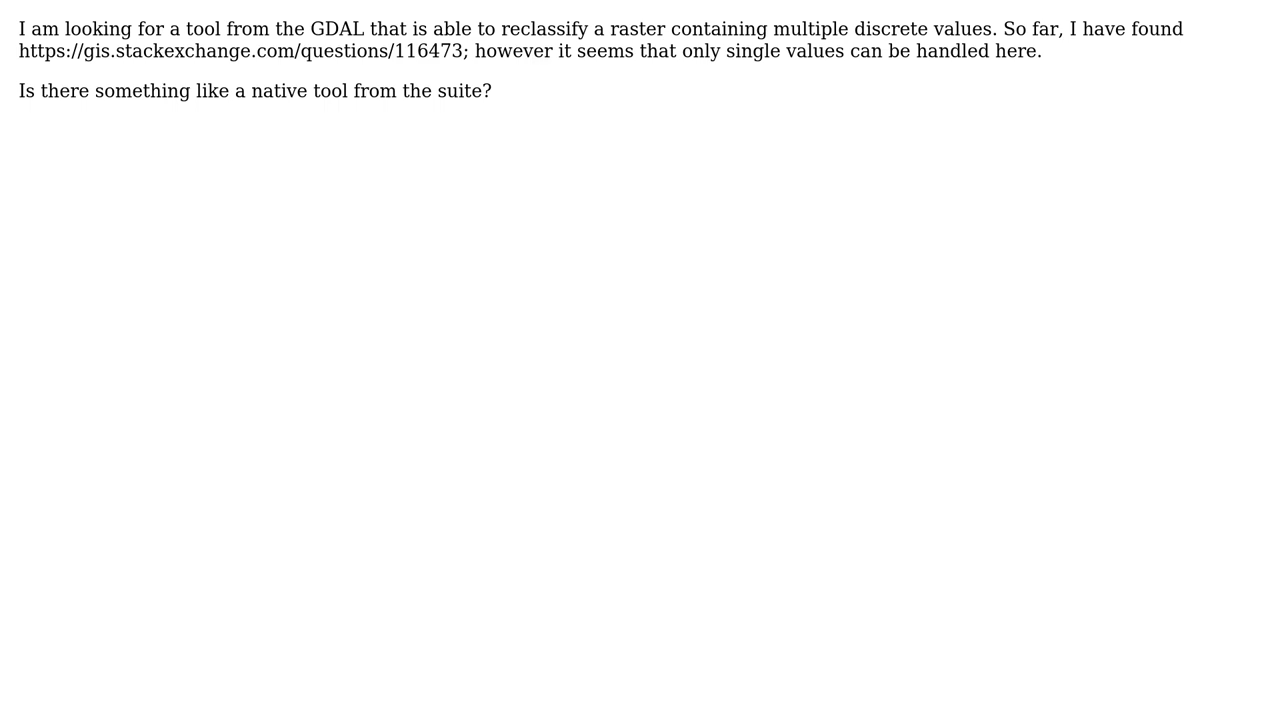 I am looking for a tool from the GDAL that is able to reclassify a raster containing multiple discrete values. So far, I have found
https://gis.stackexchange.com/questions/116473; however it seems that only single values can be handled here.
Is there something like a native tool from the suite?